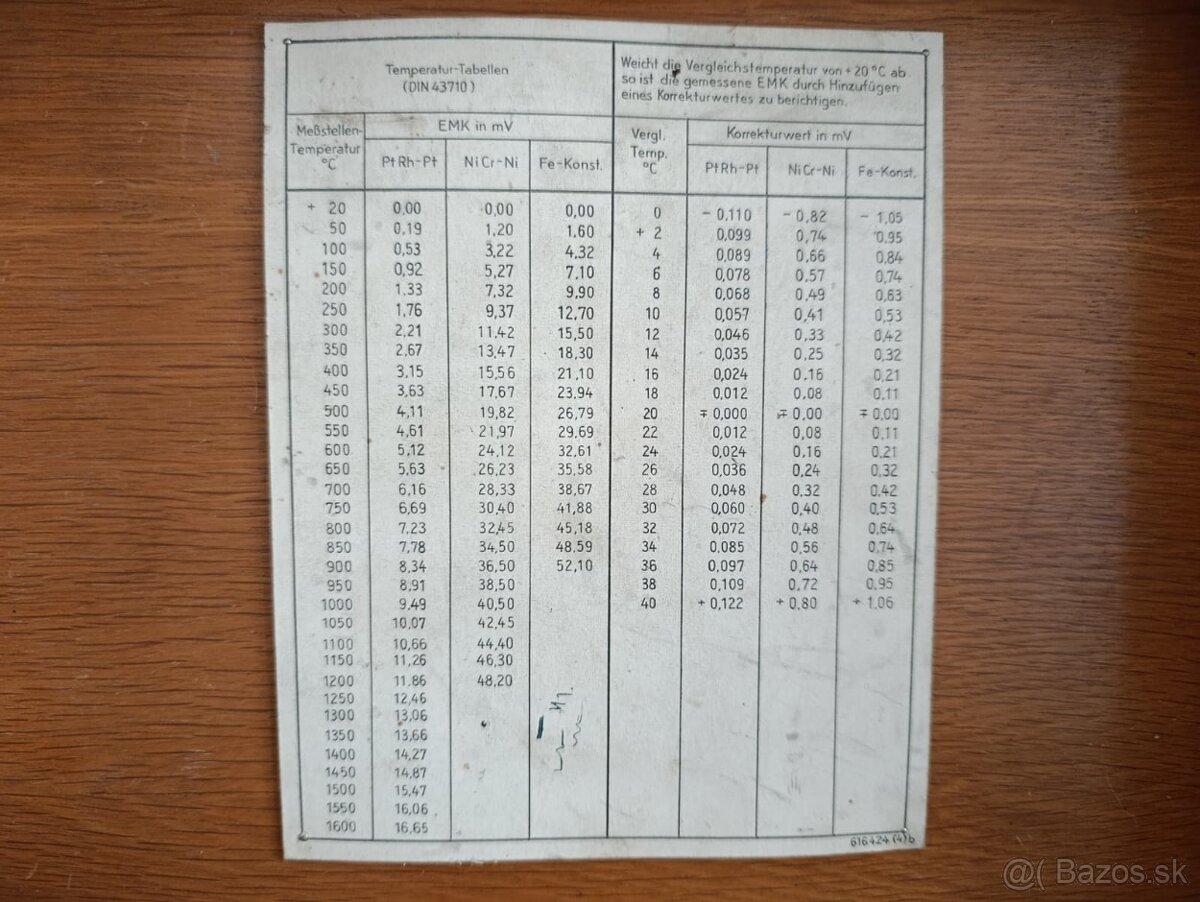 Temperatur-Tabellen
(DIN 43710)
Weicht die Vergleichstemperatur von +20°C ab
so ist die gemessene EMK durch Hinzufügen
eines Korrekturwertes zu berichtigen.
Meßstellen-
Temperatur
°C
EMK in mV
PtRh-Pt NiCr-Ni Fe-Konst.
Vergl.
Temp.
°C
Korrekturwert in mV
PtRh-Pt NiCr-Ni Fe-Konst.
+ 20 0,00 0,00 0,00 0 - 0,110 - 0,82 - 1,05
50 0,19 1,20 1,60 + 2 0,099 0,74 0,95
100 0,53 3,22 4,32 4 0,089 0,66 0,84
150 0,92 5,27 7,10 6 0,078 0,57 0,74
200 1,33 7,32 9,90 8 0,068 0,49 0,63
250 1,76 9,37 12,70 10 0,057 0,41 0,53
300 2,21 11,42 15,50 12 0,046 0,33 0,42
350 2,67 13,47 18,30 14 0,035 0,25 0,32
400 3,15 15,56 21,10 16 0,024 0,16 0,21
450 3,63 17,67 23,94 18 0,012 0,08 0,11
500 4,11 19,82 26,79 20 ∓ 0,000 ∓ 0,00 ∓ 0,00
550 4,61 21,97 29,69 22 0,012 0,08 0,11
600 5,12 24,12 32,61 24 0,024 0,16 0,21
650 5,63 26,23 35,58 26 0,036 0,24 0,32
700 6,16 28,33 38,67 28 0,048 0,32 0,42
750 6,69 30,40 41,88 30 0,060 0,40 0,53
800 7,23 32,45 45,18 32 0,072 0,48 0,64
850 7,78 34,50 48,59 34 0,085 0,56 0,74
900 8,34 36,50 52,10 36 0,097 0,64 0,85
950 8,91 38,50 38 0,109 0,72 0,95
1000 9,49 40,50 40 + 0,122 + 0,80 + 1,06
1050 10,07 42,45
1100 10,66 44,40
1150 11,26 46,30
1200 11,86 48,20
1250 12,46
1300 13,06
1350 13,66
1400 14,27
1450 14,87
1500 15,47
1550 16,06
1600 16,65
616424 (4) b
@( Bazos.sk